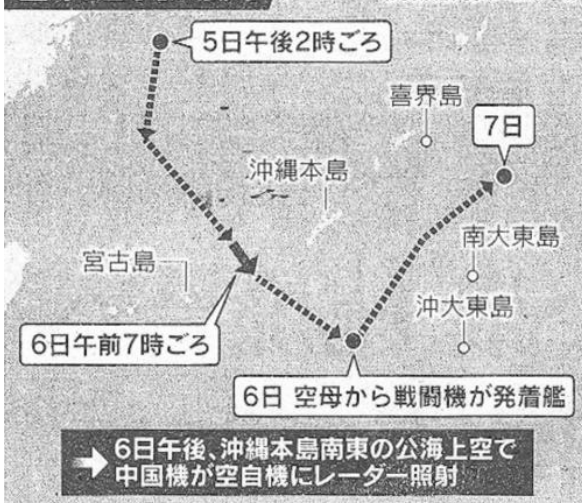 5日午後2時ごろ
喜界島
7日
沖縄本島
宮古島
南大東島
沖大東島
6日午前7時ごろ
6日 空母から戦闘機が発着艦
6日午後、沖縄本島南東の公海上空で
中国機が空自機にレーダー照射